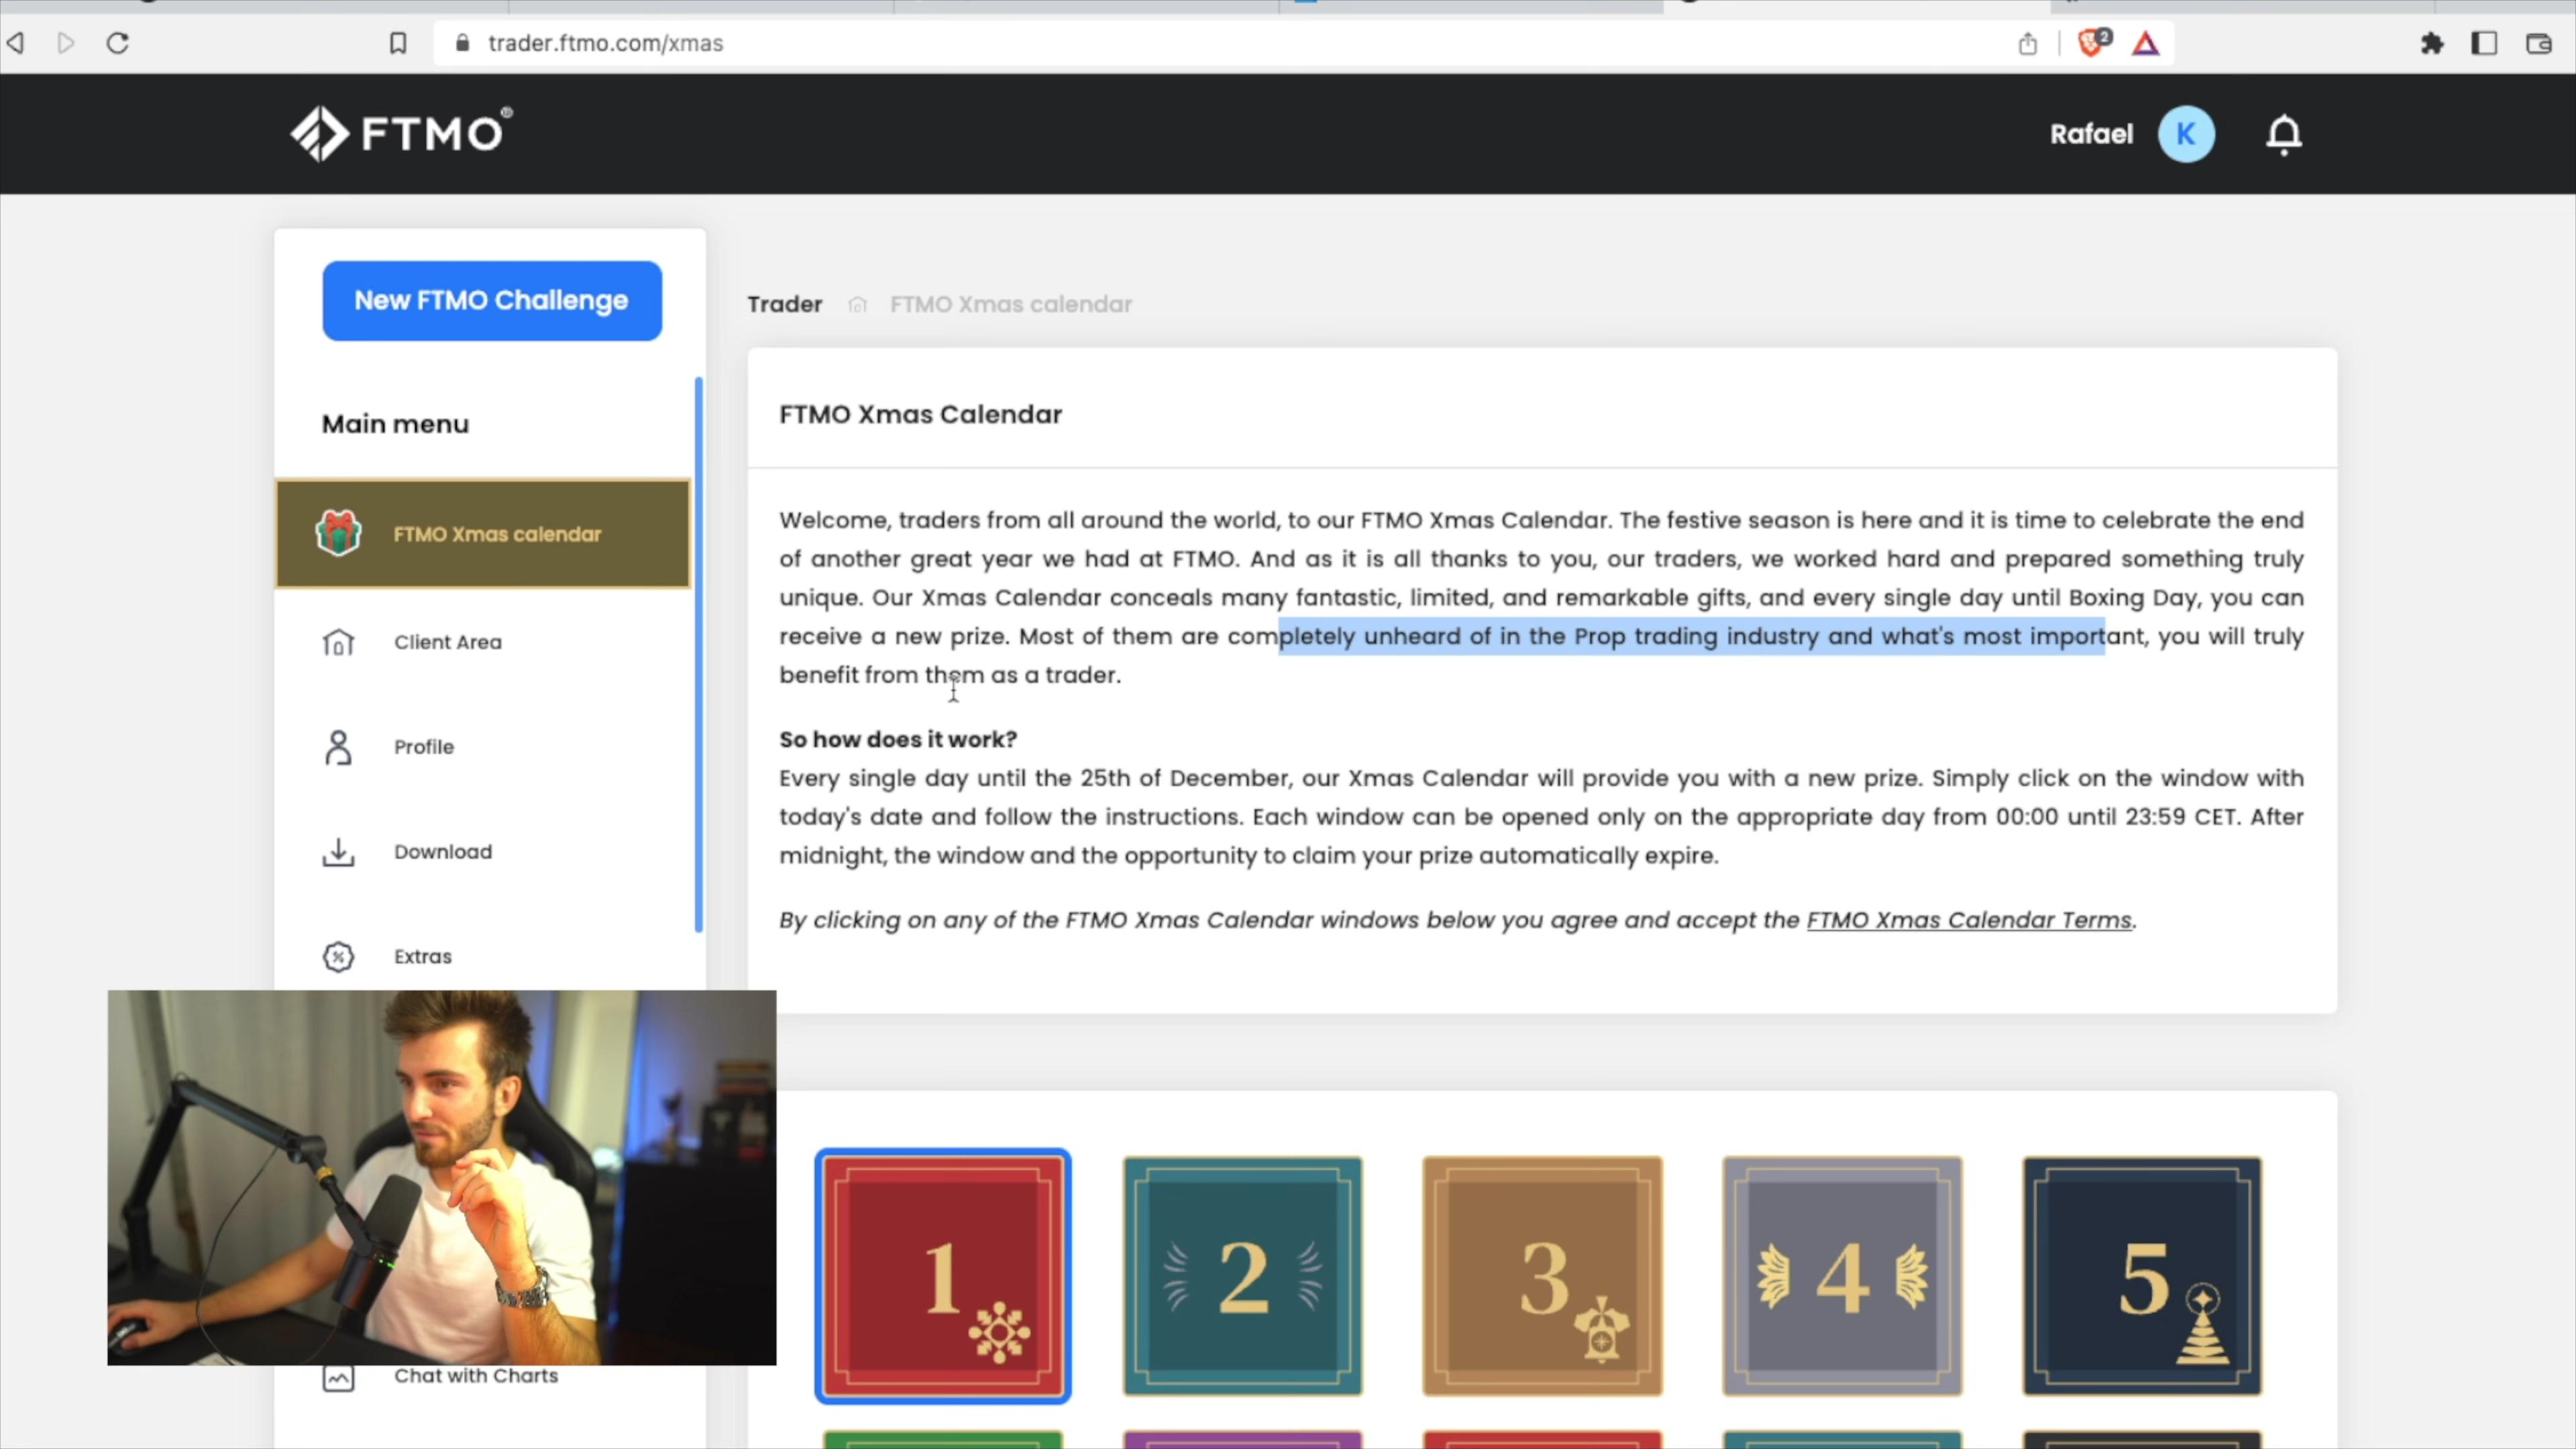 trader.ftmo.com/xmas
2
FTMO®
Rafael
K
New FTMO Challenge
Main menu
FTMO Xmas calendar
Client Area
Profile
Download
Extras
Chat with Charts
Trader
FTMO Xmas calendar
FTMO Xmas Calendar
Welcome, traders from all around the world, to our FTMO Xmas Calendar. The festive season is here and it is time to celebrate the end
of another great year we had at FTMO. And as it is all thanks to you, our traders, we worked hard and prepared something truly
unique. Our Xmas Calendar conceals many fantastic, limited, and remarkable gifts, and every single day until Boxing Day, you can
receive a new prize. Most of them are completely unheard of in the Prop trading industry and what's most important, you will truly
benefit from them as a trader.
So how does it work?
Every single day until the 25th of December, our Xmas Calendar will provide you with a new prize. Simply click on the window with
today's date and follow the instructions. Each window can be opened only on the appropriate day from 00:00 until 23:59 CET. After
midnight, the window and the opportunity to claim your prize automatically expire.
By clicking on any of the FTMO Xmas Calendar windows below you agree and accept the FTMO Xmas Calendar Terms.
1
2
3
4
5